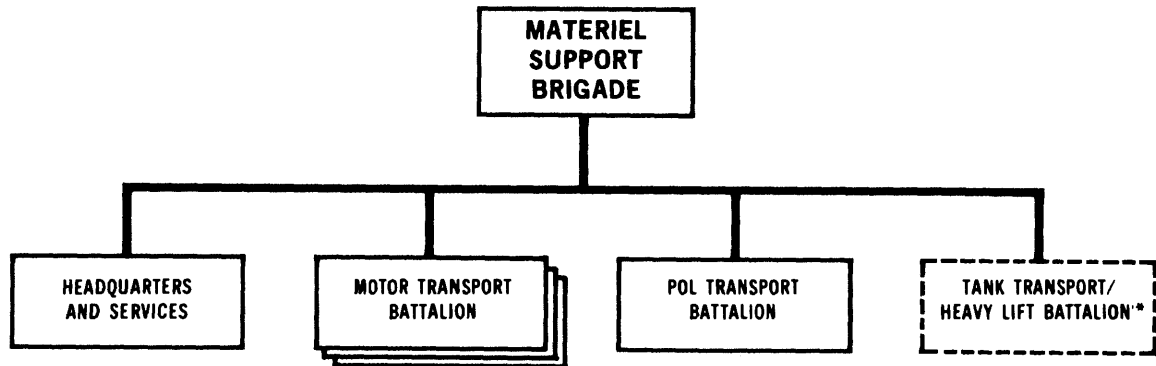 MATERIEL
SUPPORT
BRIGADE
HEADQUARTERS
AND SERVICES
MOTOR TRANSPORT
BATTALION
POL TRANSPORT
BATTALION
TANK TRANSPORT/
HEAVY LIFT BATTALION'*